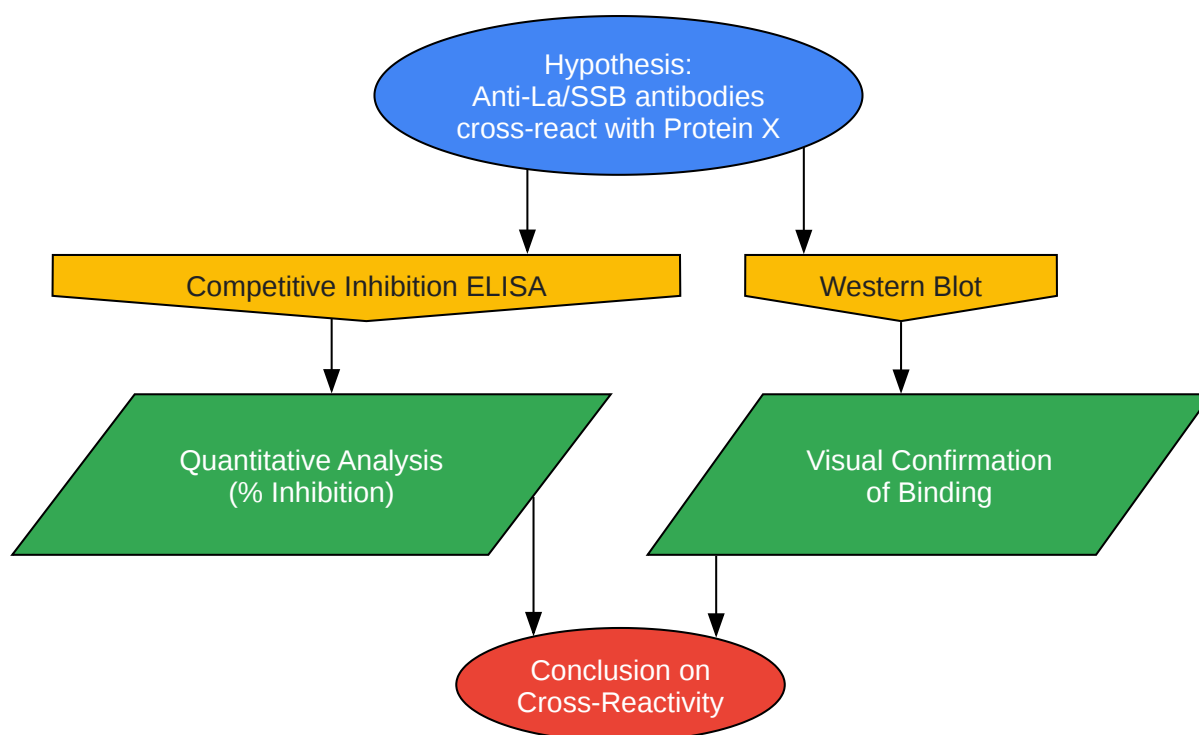 Hypothesis:
Anti-La/SSB antibodies
cross-react with Protein X
Competitive Inhibition ELISA
Western Blot
Quantitative Analysis
(% Inhibition)
Visual Confirmation
of Binding
Conclusion on
Cross-Reactivity